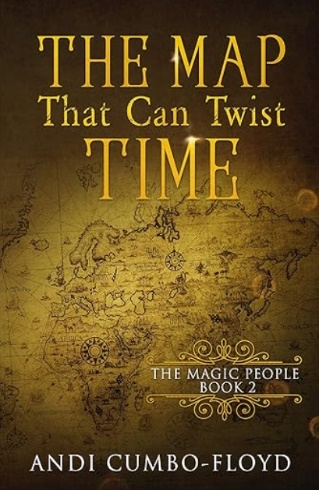 THE MAP
That Can Twist
TIME
THE MAGIC PEOPLE
BOOK 2
ANDI CUMBO-FLOYD